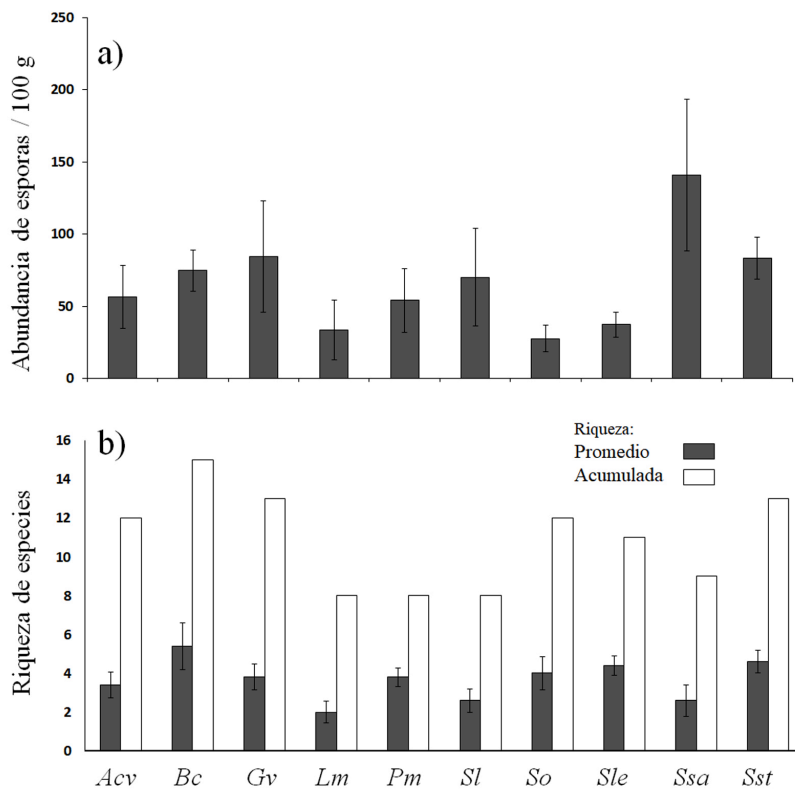 a)
Abundancia de esporas / 100 g
250
200
150
100
50
0
b)
Riqueza de especies
16
14
12
10
8
6
4
2
0
Riqueza:
Promedio
Acumulada
Acv Bc Gv Lm Pm Sl So Sle Ssa Sst